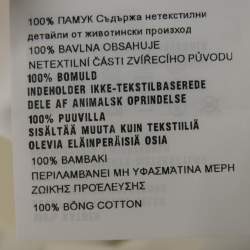 100% ПАМУК Съдържа нетекстилни
детайли от животински произход
100% BAVLNA OBSAHUJE
NETEXTILNÍ ČÁSTI ZVÍŘECÍHO PŮVODU
100% BOMULD
INDEHOLDER IKKE-TEKSTILBASEREDE
DELE AF ANIMALSK OPRINDELSE
100% PUUVILLA
SISÄLTÄÄ MUUTA KUIN TEKSTIILIÄ
OLEVIA ELÄINPERÄISIÄ OSIA
100% BAMBAKI
ΠΕΡΙΛΑΜΒΑΝΕΙ ΜΗ ΥΦΑΣΜΑΤΙΝΑ ΜΕΡΗ
ΖΩΙΚΗΣ ΠΡΟΈΛΕΥΣΗΣ
100% BÔNG COTTON